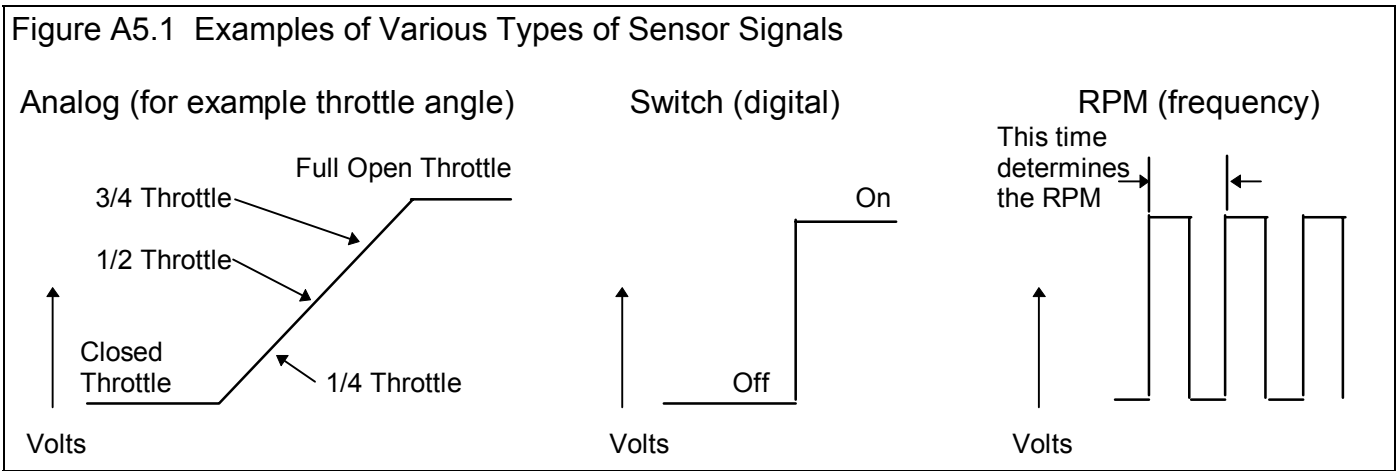 Figure A5.1 Examples of Various Types of Sensor Signals
Analog (for example throttle angle)
Full Open Throttle
3/4 Throttle
1/2 Throttle
Closed
Throttle
1/4 Throttle
Volts
Switch (digital)
On
Off
Volts
RPM (frequency)
This time
determines
the RPM
Volts